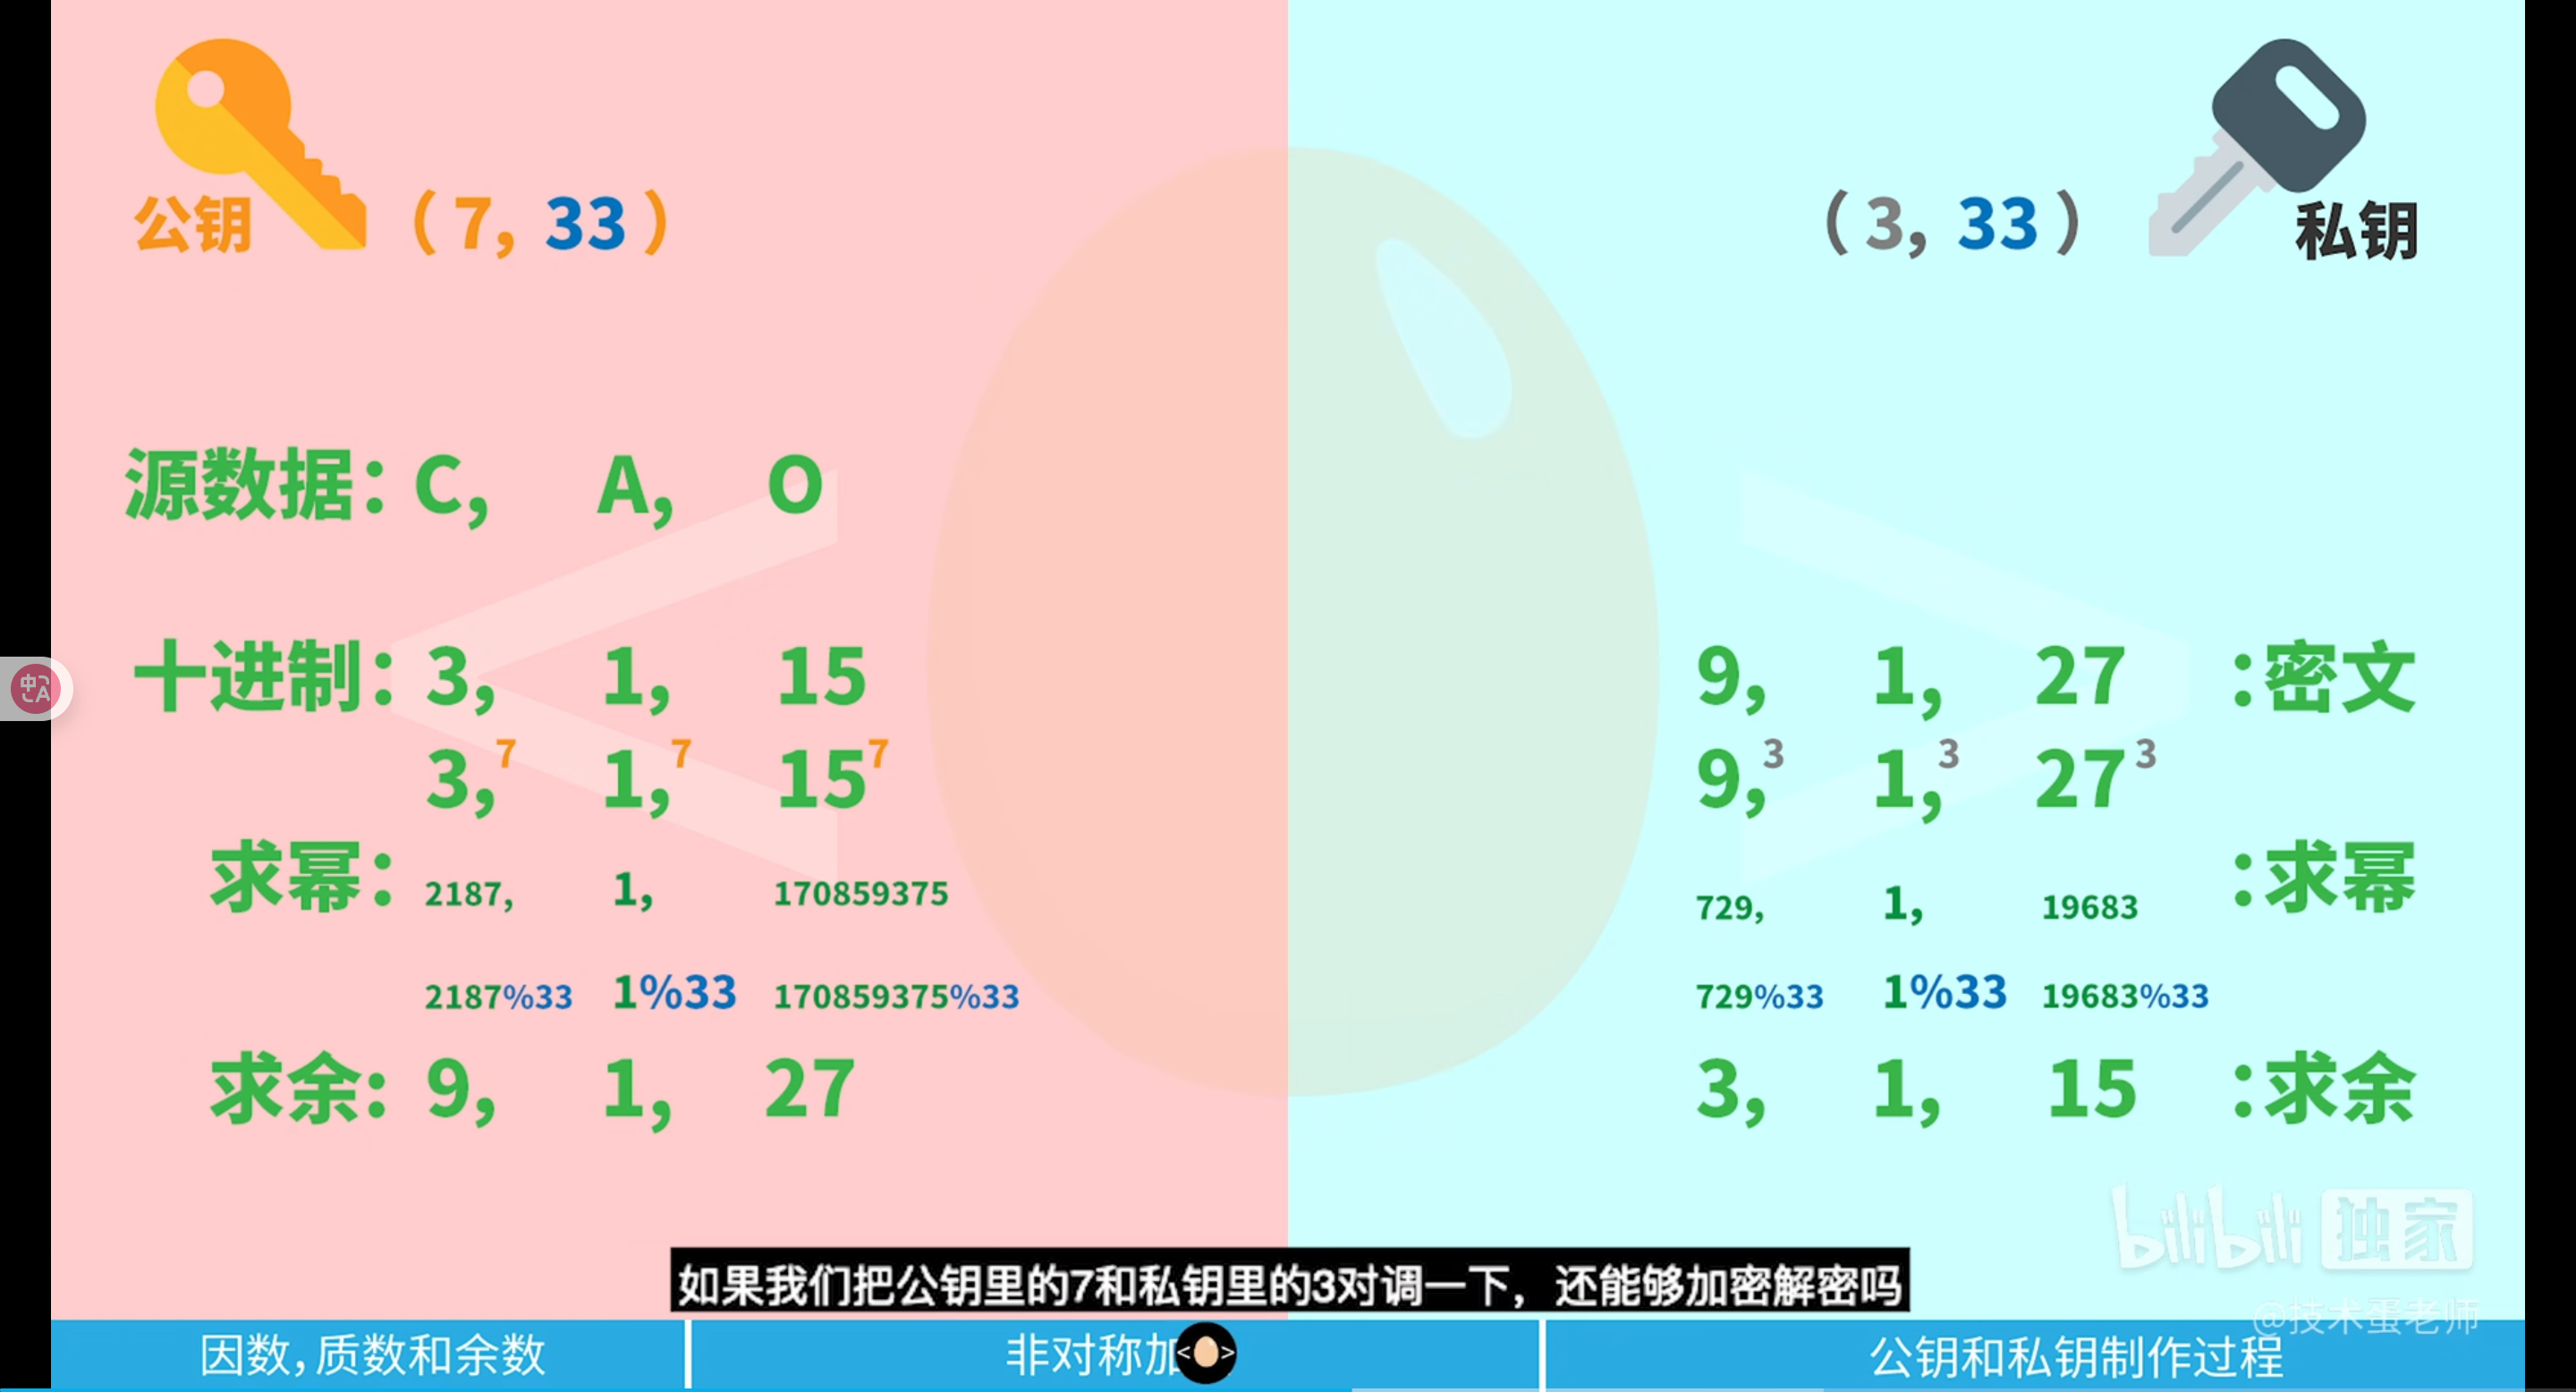 公钥 （7，33）
（3，33） 私钥
源数据：C， A， O
十进制：3， 1， 15
3，7 1，7 15 7
求幂：2187， 1， 170859375
2187%33 1%33 170859375%33
求余：9， 1， 27
9， 1， 27 ：密文
9，3 1，3 27 3
729， 1， 19683 ：求幂
729%33 1%33 19683%33
3， 1， 15 ：求余
中A
bilibili 独家
@技术蛋老师
如果我们把公钥里的7和私钥里的3对调一下， 还能够加密解密吗
因数，质数和余数
非对称加
< >
公钥和私钥制作过程